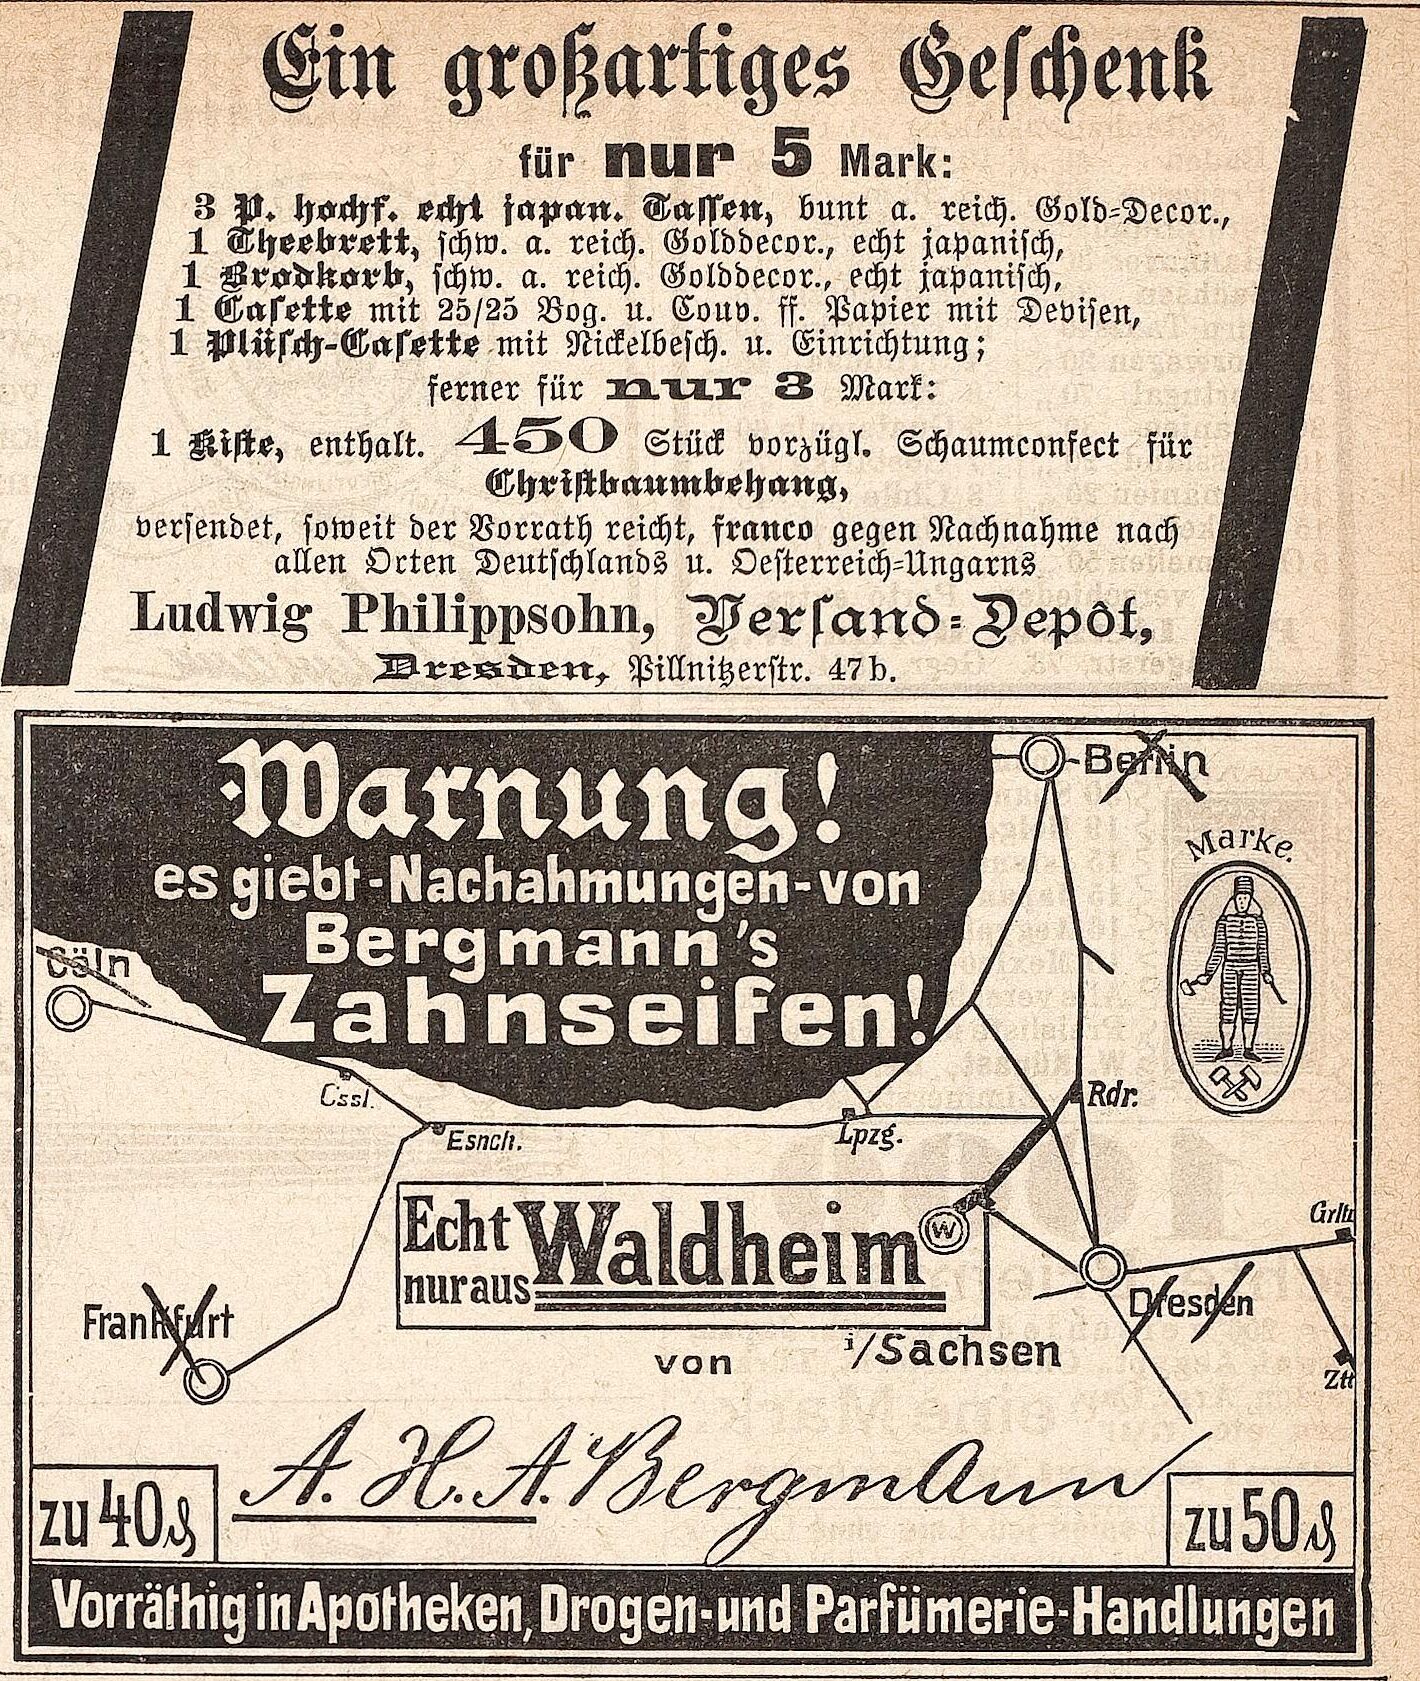 Ein großartiges Geschenk
für nur 5 Mark:
3 P. hochf. echt japan. Tassen, bunt a. reich. Gold-Decor.,
1 Theebrett, schw. a. reich. Golddecor., echt japanisch,
1 Brodkorb, schw. a. reich. Golddecor., echt japanisch,
1 Casette mit 25/25 Bog. u. Couv. ff. Papier mit Devisen,
1 Plüsch-Casette mit Nickelbesch. u. Einrichtung;
ferner für nur 3 Mark:
1 Kiste, enthalt. 450 Stück vorzügl. Schaumconfect für
Christbaumbehang,
versendet, soweit der Vorrath reicht, franco gegen Nachnahme nach
allen Orten Deutschlands u. Oesterreich-Ungarns
Ludwig Philippsohn, Versand-Depôt,
Dresden, Pillnitzerstr. 47b.
Warnung!
es giebt-Nachahmungen-von
Bergmann's
Zahnseifen!
Berlin
Marke.
Cöln
Cssl.
Esnch.
Lpzg.
Rdr.
Echt
nur aus
Waldheim
W
i/Sachsen
von
Grltz
Dresden
Frankfurt
Ztt
A. H. A. Bergmann
zu 40 ₰
zu 50 ₰
Vorräthig in Apotheken, Drogen-und Parfümerie-Handlungen